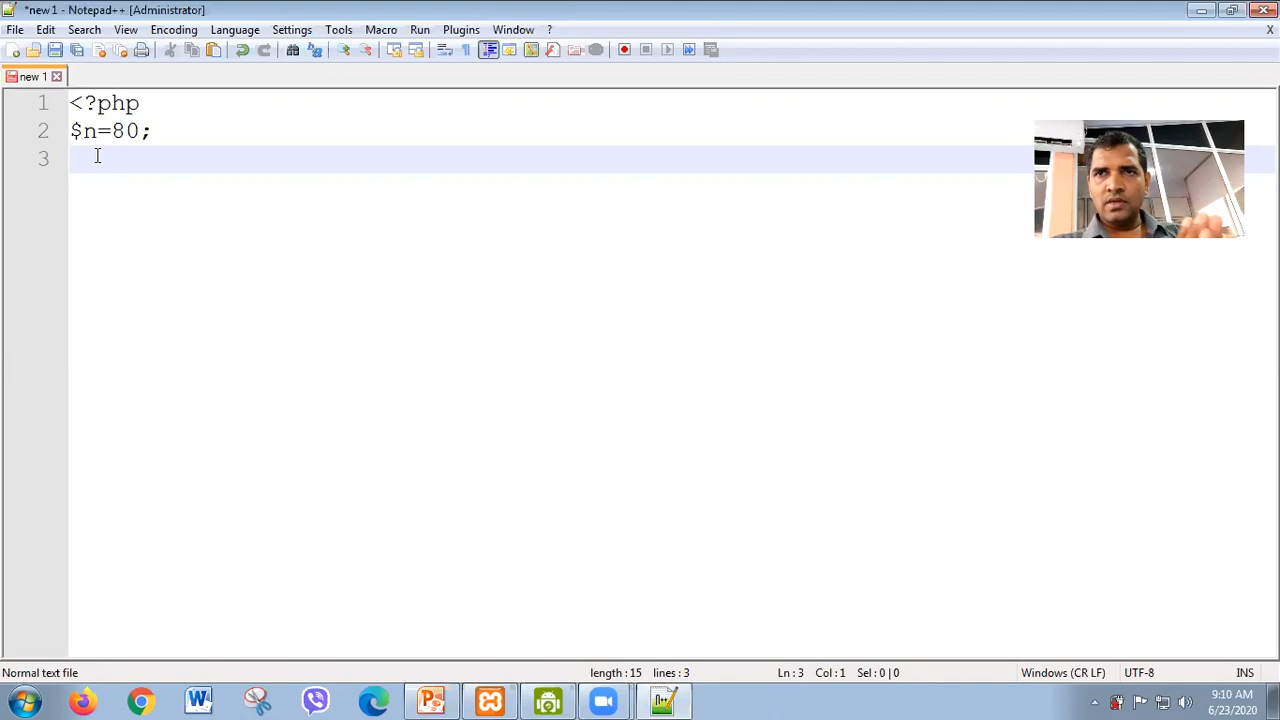 *new 1 - Notepad++ [Administrator]
File Edit Search View Encoding Language Settings Tools Macro Run Plugins Window ? X
new 1
1 <?php
2 $n=80;
3
Normal text file length : 15 lines : 3 Ln : 3 Col : 1 Sel : 0 | 0 Windows (CR LF) UTF-8 INS
9:10 AM
6/23/2020